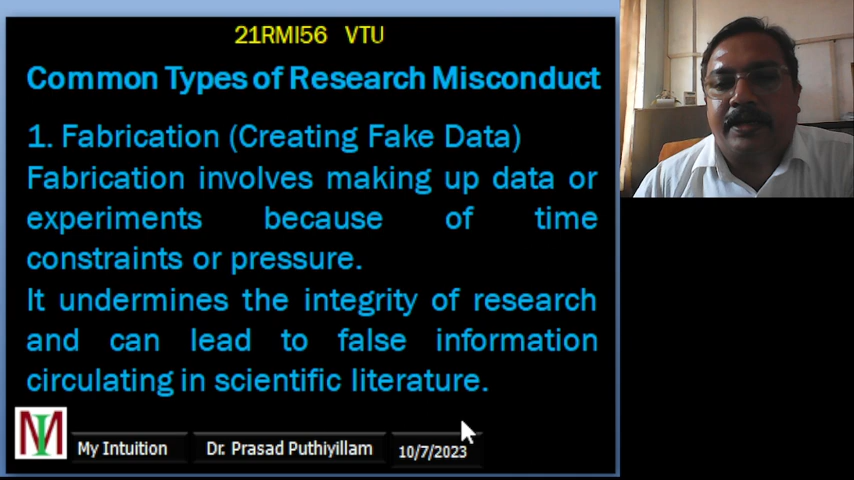 21RMI56 VTU
Common Types of Research Misconduct
1. Fabrication (Creating Fake Data)
Fabrication involves making up data or
experiments because of time
constraints or pressure.
It undermines the integrity of research
and can lead to false information
circulating in scientific literature.
MI
My Intuition
Dr. Prasad Puthiyillam
10/7/2023